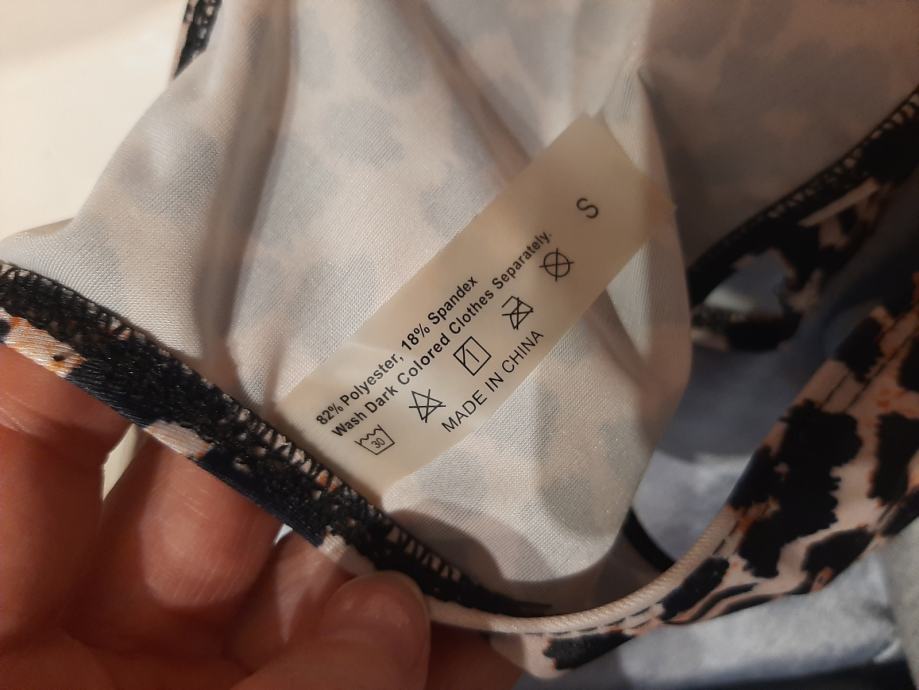 S
82% Polyester, 18% Spandex
Wash Dark Colored Clothes Separately.
30
MADE IN CHINA